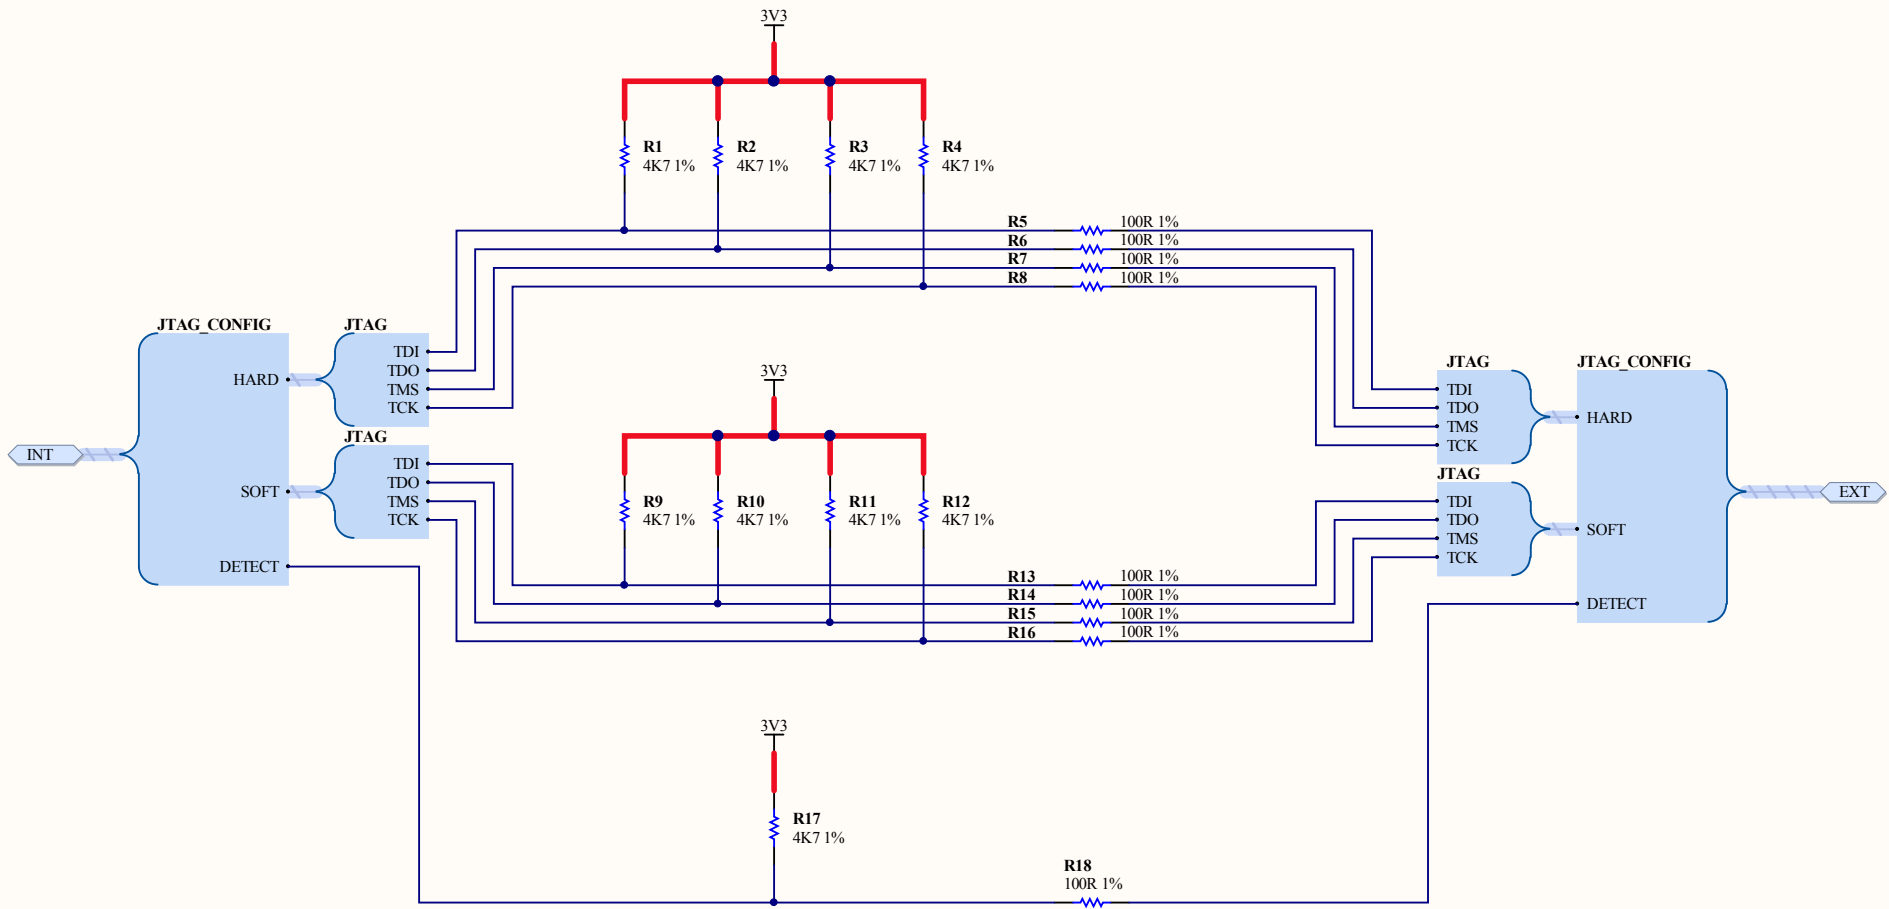 3V3
R1
4K7 1%
R2
4K7 1%
R3
4K7 1%
R4
4K7 1%
R5
100R 1%
R6
100R 1%
R7
100R 1%
R8
100R 1%
JTAG_CONFIG
HARD
SOFT
DETECT
INT
JTAG
TDI
TDO
TMS
TCK
JTAG
TDI
TDO
TMS
TCK
3V3
R9
4K7 1%
R10
4K7 1%
R11
4K7 1%
R12
4K7 1%
R13
100R 1%
R14
100R 1%
R15
100R 1%
R16
100R 1%
JTAG
TDI
TDO
TMS
TCK
JTAG
TDI
TDO
TMS
TCK
JTAG_CONFIG
HARD
SOFT
DETECT
EXT
3V3
R17
4K7 1%
R18
100R 1%